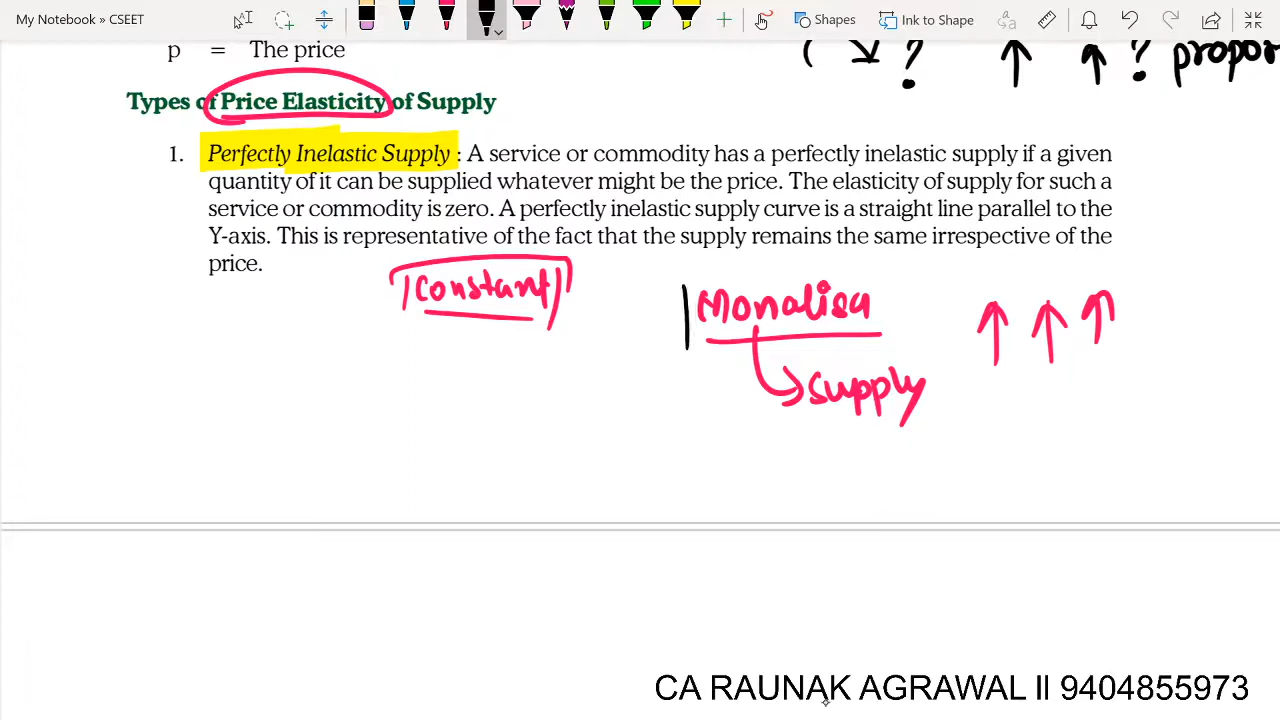 My Notebook » CSEET
Shapes
Ink to Shape
p = The price
( ? ? propor
Types of Price Elasticity of Supply
1. Perfectly Inelastic Supply : A service or commodity has a perfectly inelastic supply if a given
quantity of it can be supplied whatever might be the price. The elasticity of supply for such a
service or commodity is zero. A perfectly inelastic supply curve is a straight line parallel to the
Y-axis. This is representative of the fact that the supply remains the same irrespective of the
price.
Constant
Monalisa ↑ ↑ ↑
supply
CA RAUNAK AGRAWAL II 9404855973